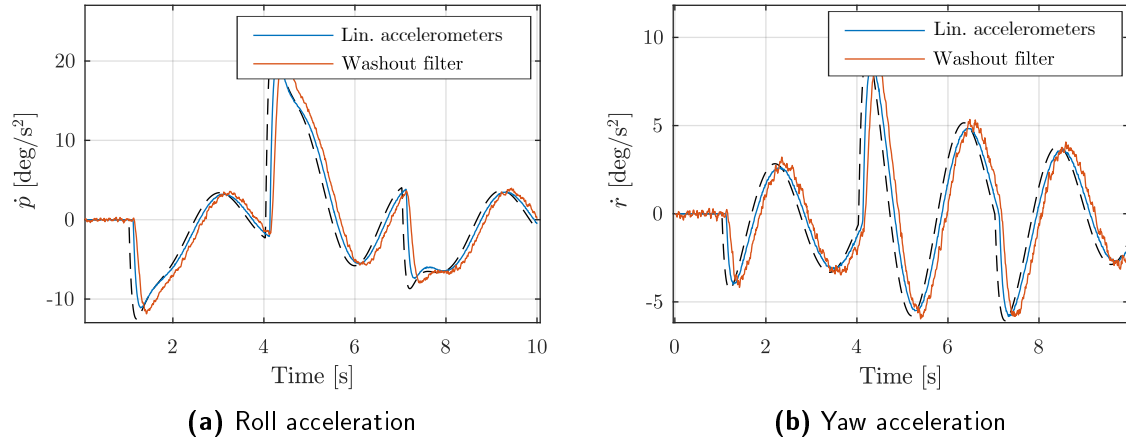 20
10
0
-10
ṗ [deg/s²]
2
4
6
8
10
Time [s]
Lin. accelerometers
Washout filter
(a) Roll acceleration
10
5
0
-5
ṙ [deg/s²]
0
2
4
6
8
Time [s]
Lin. accelerometers
Washout filter
(b) Yaw acceleration